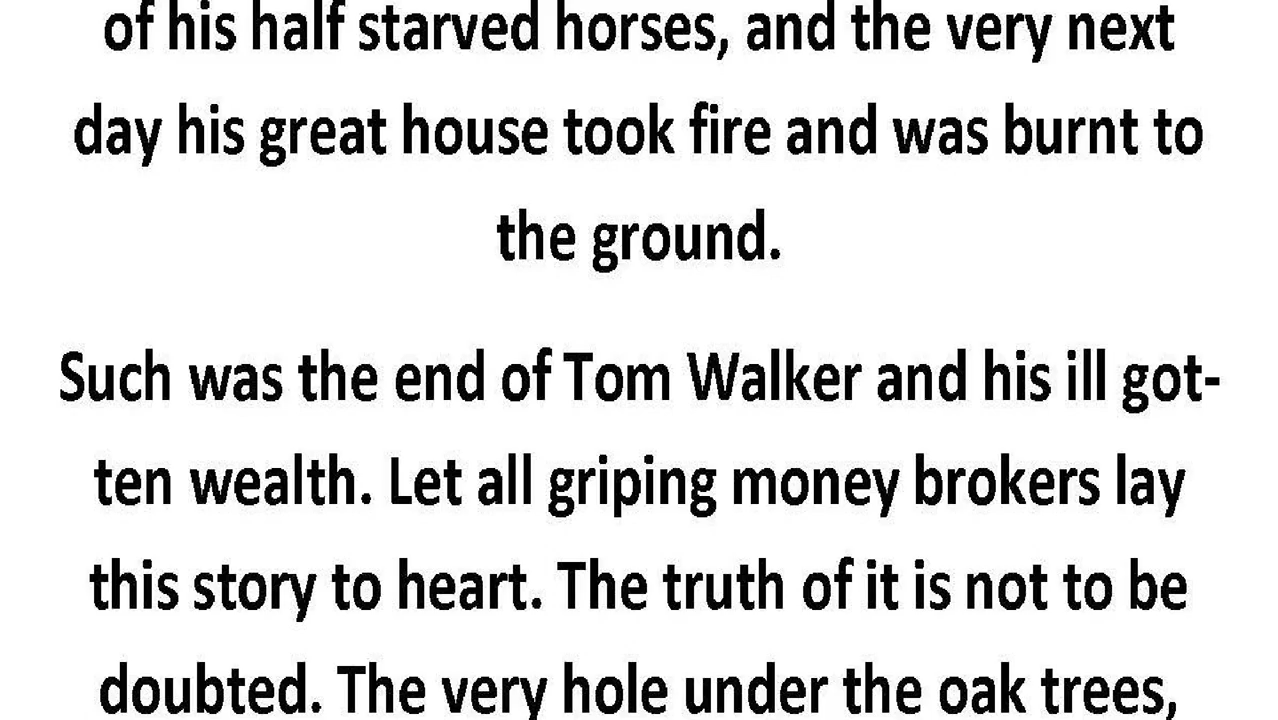 of his half starved horses, and the very next
day his great house took fire and was burnt to
the ground.
Such was the end of Tom Walker and his ill got-
ten wealth. Let all griping money brokers lay
this story to heart. The truth of it is not to be
doubted. The very hole under the oak trees,